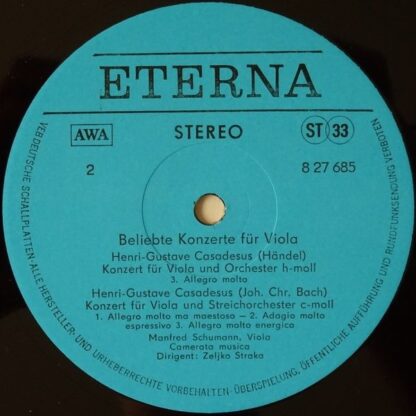 ETERNA
AWA
STEREO
ST 33
2
8 27 685
Beliebte Konzerte für Viola
Henri-Gustave Casadesus (Händel)
Konzert für Viola und Orchester h-moll
3. Allegro molto
Henri-Gustave Casadesus (Joh. Chr. Bach)
Konzert für Viola und Streichorchester c-moll
1. Allegro molto ma maestoso – 2. Adagio molto
espressivo 3. Allegro molto energica
Manfred Schumann, Viola
Camerata musica
Dirigent: Zeljko Straka
VEB DEUTSCHE SCHALLPLATTEN · ALLE HERSTELLER- UND URHEBERRECHTE VORBEHALTEN · ÜBERSPIELUNG, ÖFFENTLICHE AUFFÜHRUNG UND RUNDFUNKSENDUNG VERBOTEN